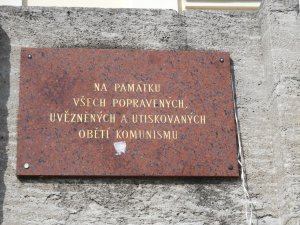 NA PAMÁTKU
VŠECH POPRAVENÝCH,
UVĚZNĚNÝCH A UTISKOVANÝCH
OBĚTÍ KOMUNISMU